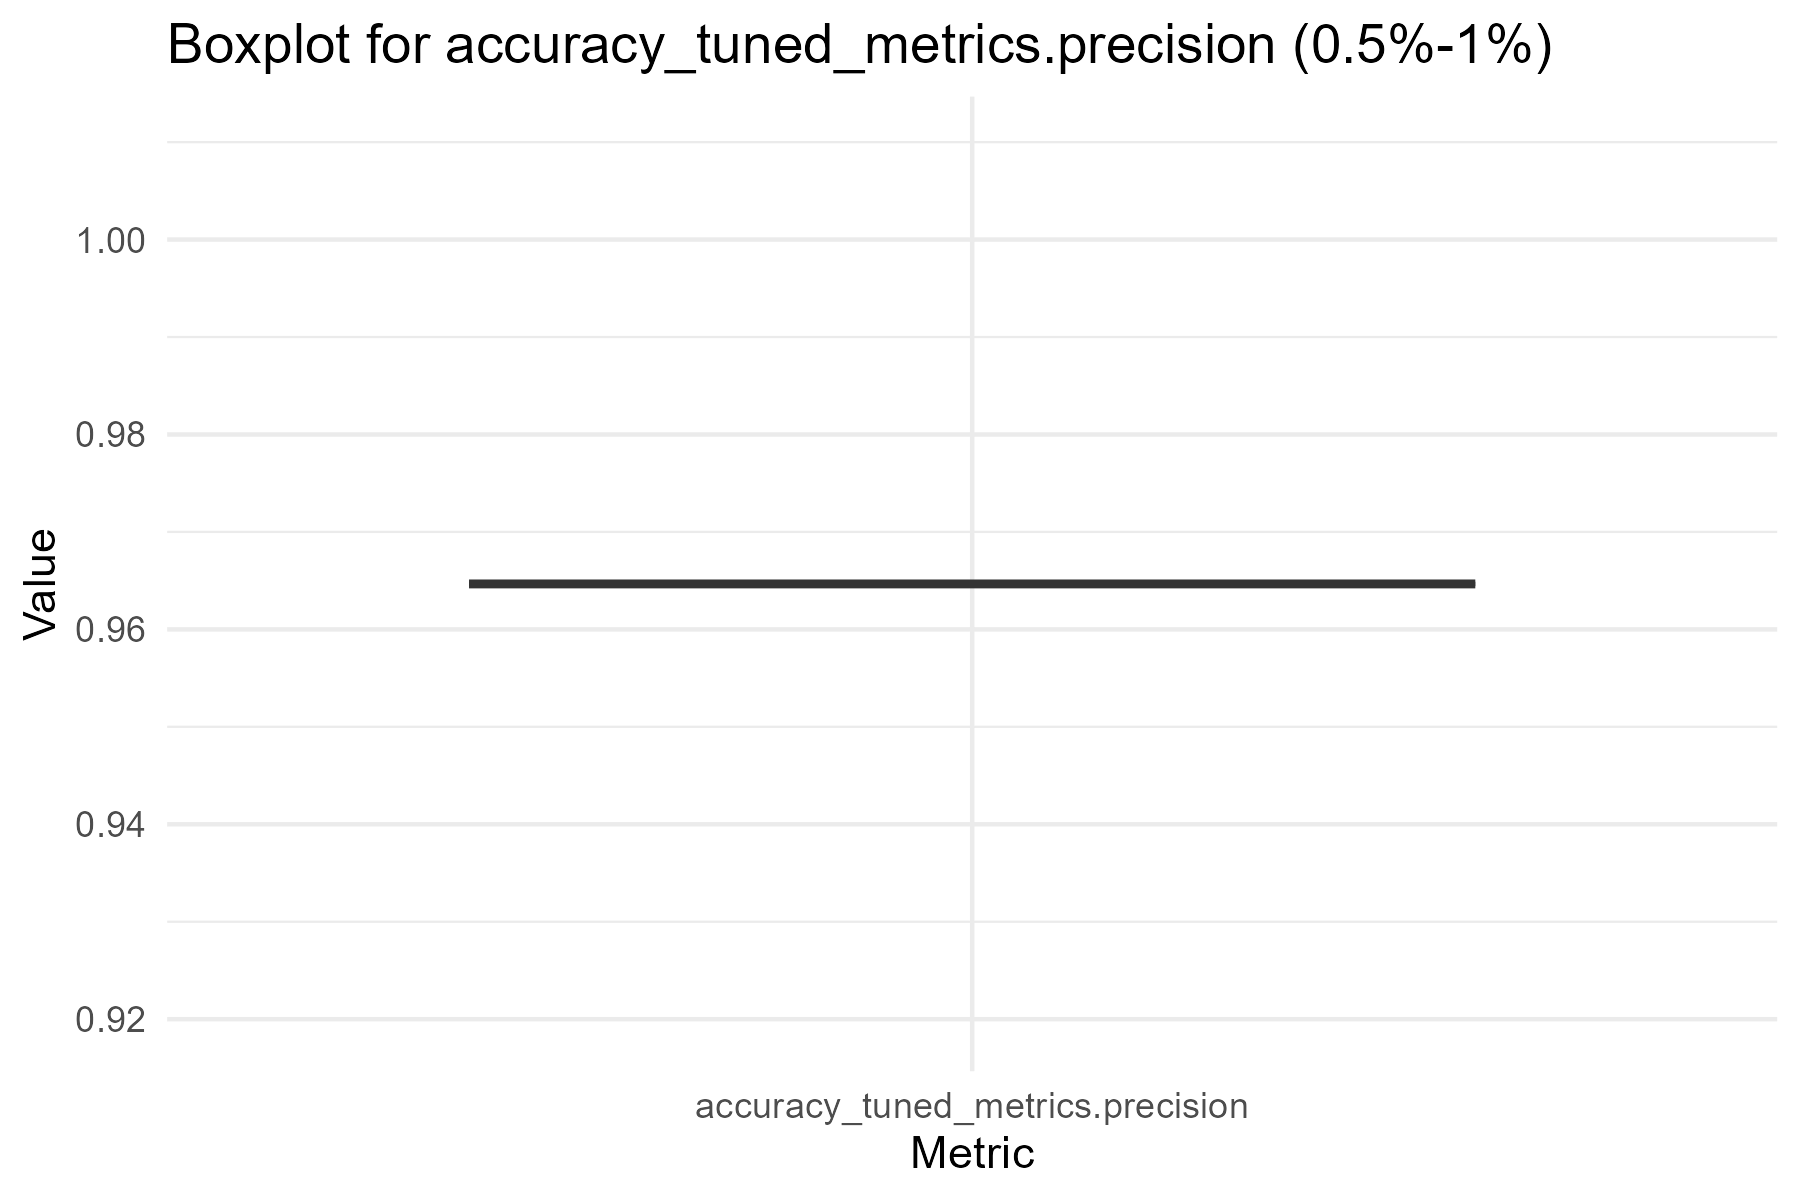 Boxplot for accuracy_tuned_metrics.precision (0.5%-1%)
1.00
0.98
0.96
0.94
0.92
Value
accuracy_tuned_metrics.precision
Metric